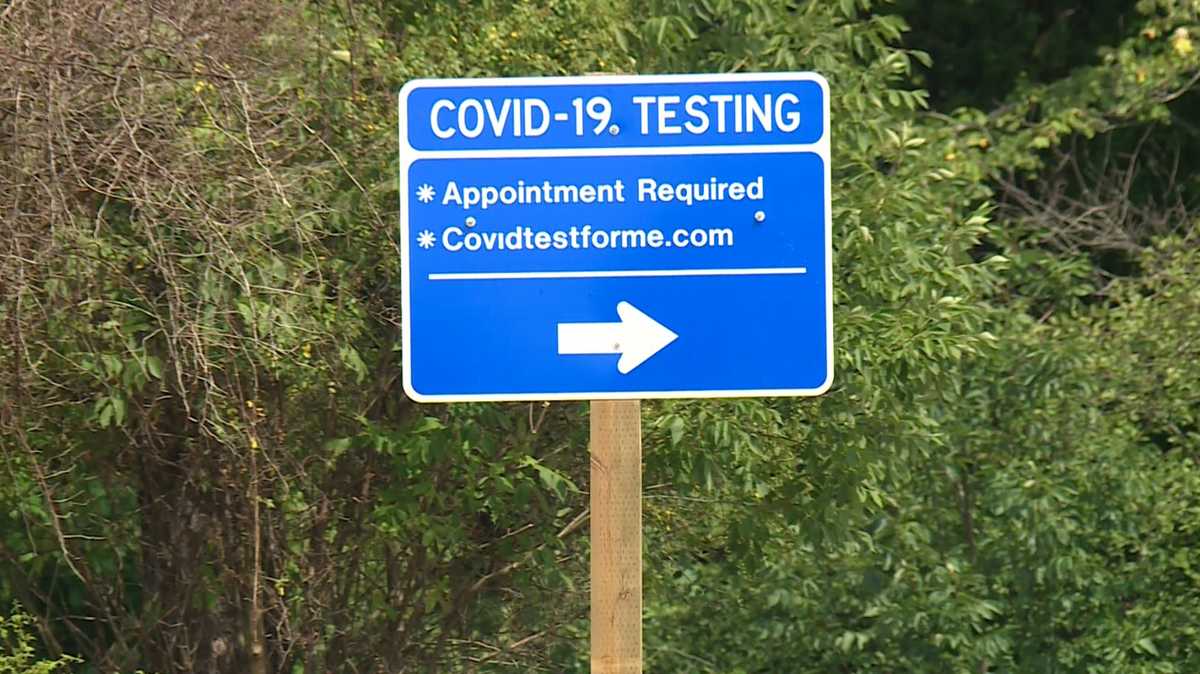 COVID-19 TESTING
* Appointment Required
* Covidtestforme.com